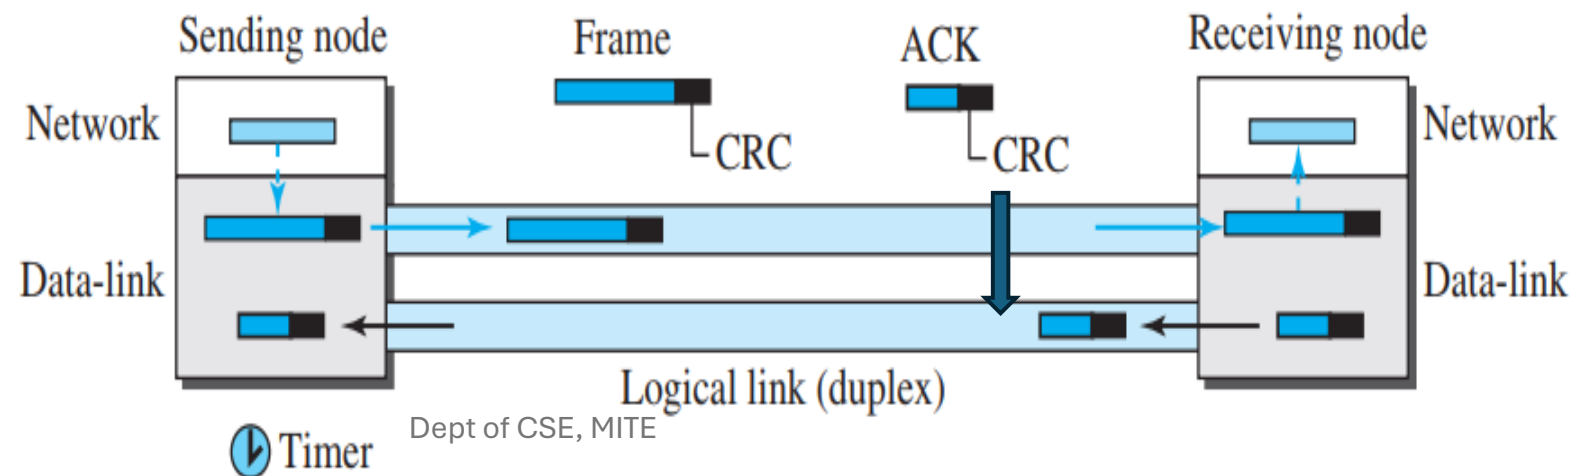 Sending node
Frame
ACK
Receiving node
Network
CRC
CRC
Network
Data-link
Data-link
Logical link (duplex)
Dept of CSE, MITE
Timer